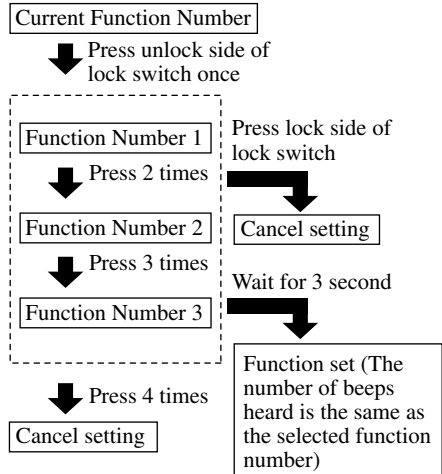 Current Function Number
Press unlock side of
lock switch once
Function Number 1
Press 2 times
Function Number 2
Press 3 times
Function Number 3
Press 4 times
Cancel setting
Press lock side of
lock switch
Cancel setting
Wait for 3 second
Function set (The
number of beeps
heard is the same as
the selected function
number)